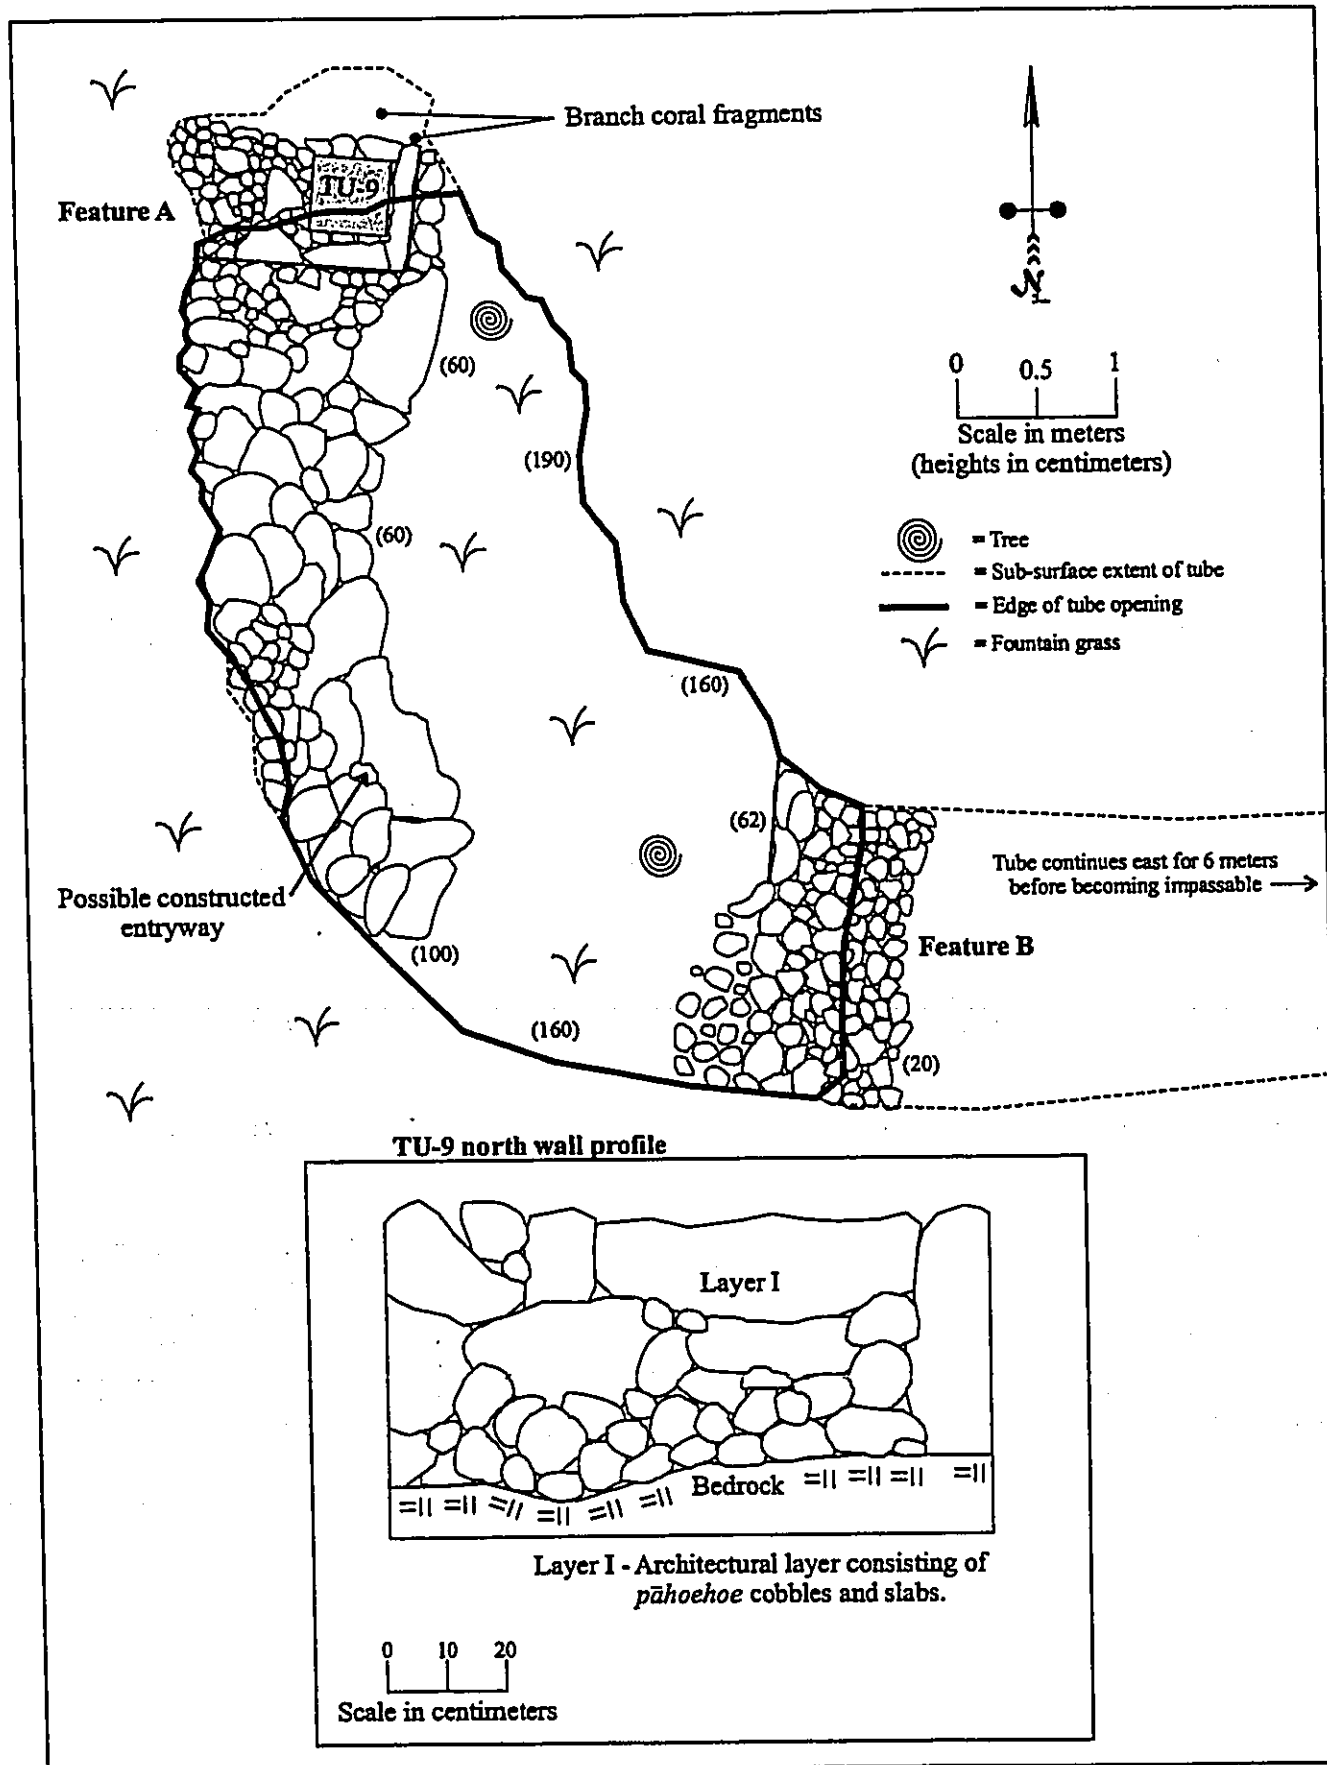 Branch coral fragments
TU-9
Feature A
N
0 0.5 1
Scale in meters
(heights in centimeters)
(60)
(190)
(60)
= Tree
= Sub-surface extent of tube
= Edge of tube opening
= Fountain grass
(160)
(62)
Tube continues east for 6 meters
before becoming impassable
Possible constructed
entryway
(100)
Feature B
(160)
(20)
TU-9 north wall profile
Layer I
Bedrock
Layer I - Architectural layer consisting of
pāhoehoe cobbles and slabs.
0 10 20
Scale in centimeters